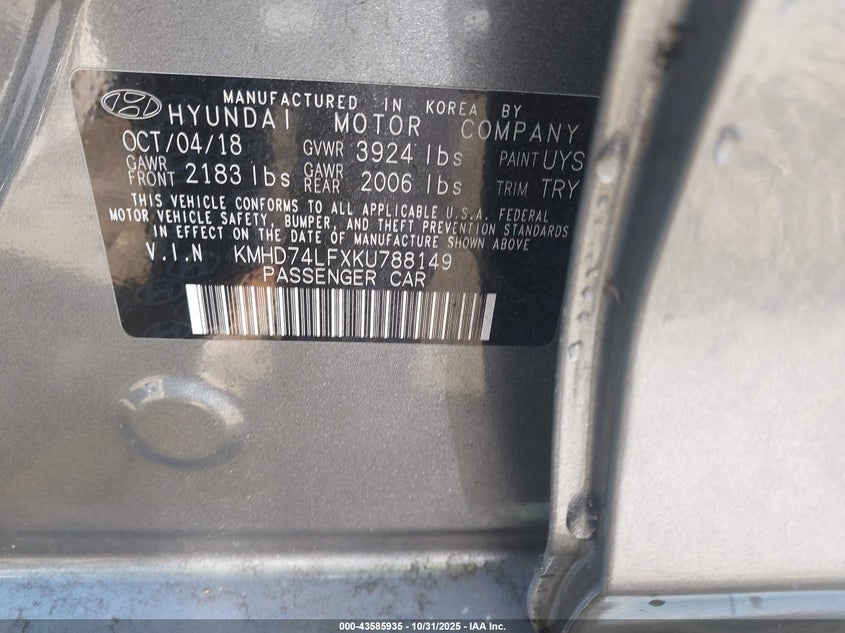 MANUFACTURED IN KOREA BY
HYUNDAI MOTOR COMPANY
OCT/04/18 GVWR 3924 lbs PAINT UYS
GAWR FRONT 2183 lbs GAWR REAR 2006 lbs TRIM TRY
THIS VEHICLE CONFORMS TO ALL APPLICABLE U.S.A. FEDERAL
MOTOR VEHICLE SAFETY, BUMPER, AND THEFT PREVENTION STANDARDS
IN EFFECT ON THE DATE OF MANUFACTURE SHOWN ABOVE
V.I.N KMHD74LFXKU788149
PASSENGER CAR
000-43585935 - 10/31/2025 - IAA Inc.